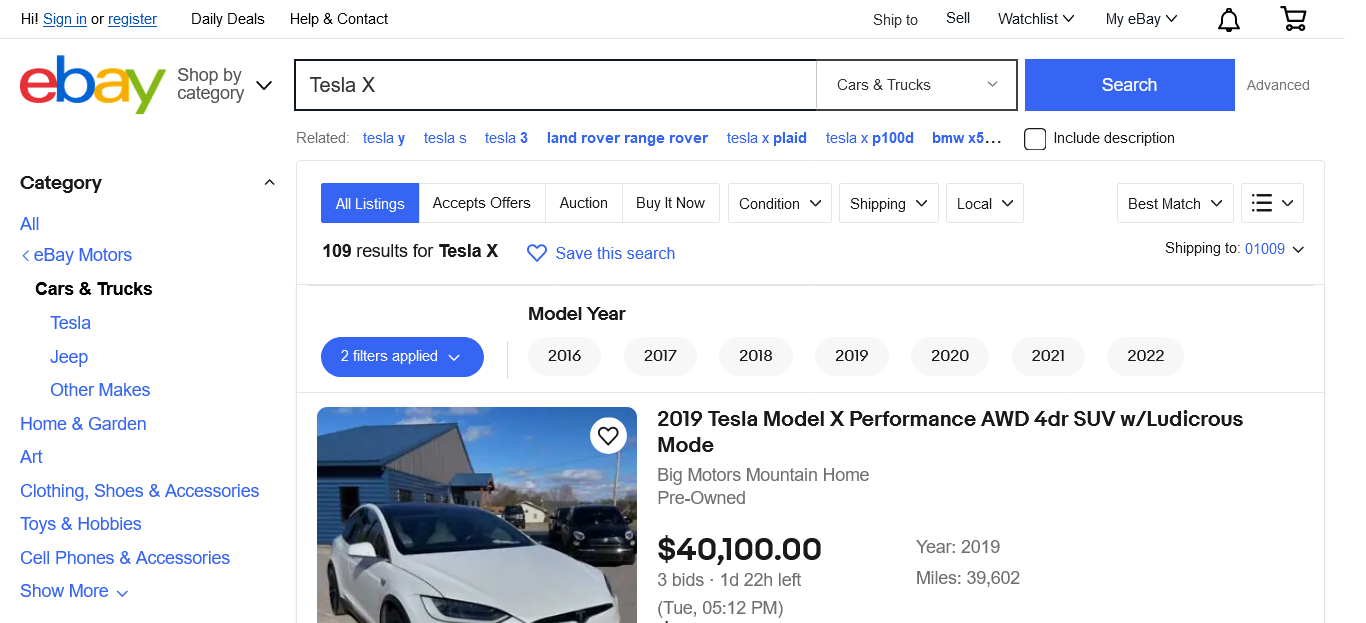 Hi! Sign in or register Daily Deals Help & Contact Ship to Sell Watchlist My eBay
ebay Shop by category Tesla X Cars & Trucks Search Advanced
Related: tesla y tesla s tesla 3 land rover range rover tesla x plaid tesla x p100d bmw x5... Include description
Category
All
eBay Motors
Cars & Trucks
Tesla
Jeep
Other Makes
Home & Garden
Art
Clothing, Shoes & Accessories
Toys & Hobbies
Cell Phones & Accessories
Show More
All Listings Accepts Offers Auction Buy It Now Condition Shipping Local Best Match
109 results for Tesla X Save this search Shipping to: 01009
Model Year
2 filters applied 2016 2017 2018 2019 2020 2021 2022
2019 Tesla Model X Performance AWD 4dr SUV w/Ludicrous
Mode
Big Motors Mountain Home
Pre-Owned
$40,100.00 Year: 2019
3 bids · 1d 22h left Miles: 39,602
(Tue, 05:12 PM)